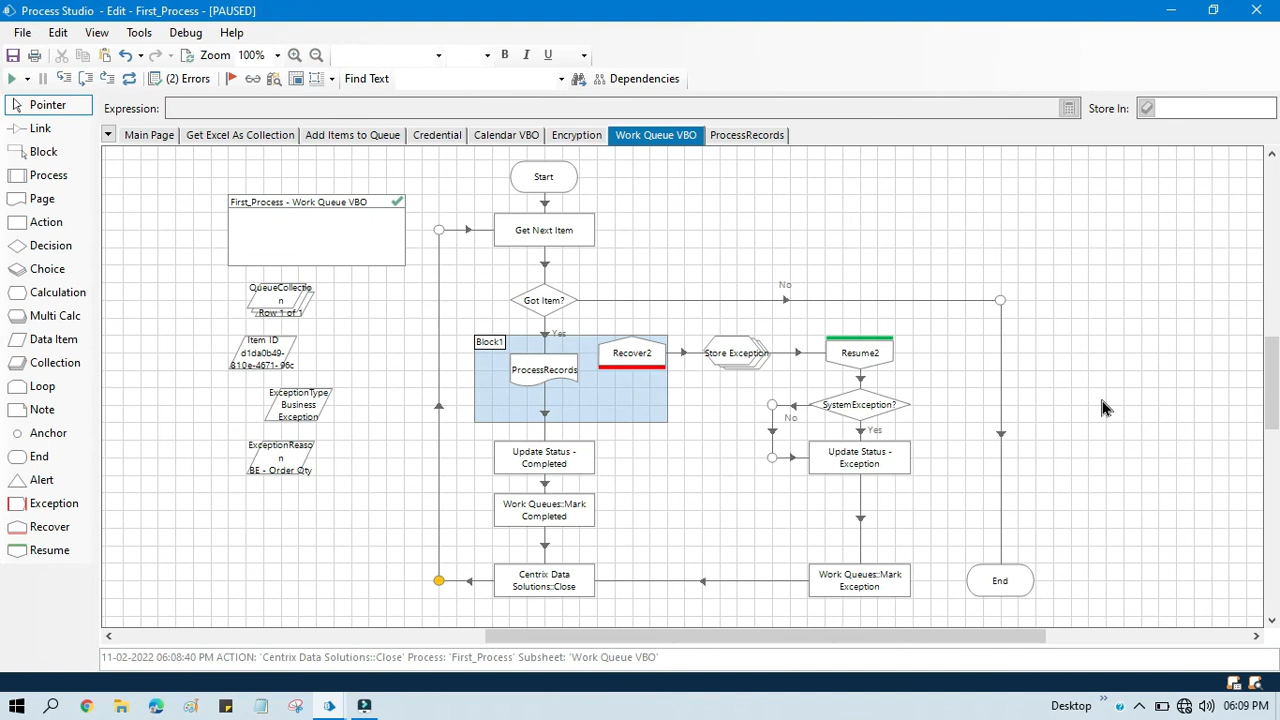 Process Studio - Edit - First_Process - [PAUSED]
File Edit View Tools Debug Help
Zoom 100% B I U
(2) Errors Find Text Dependencies
Pointer Expression: Store In:
Link
Main Page Get Excel As Collection Add Items to Queue Credential Calendar VBO Encryption Work Queue VBO ProcessRecords
Block
Process
Page
Action
Decision
Choice
Calculation
Multi Calc
Data Item
Collection
Loop
Note
Anchor
End
Alert
Exception
Recover
Resume
Start
First_Process - Work Queue VBO
Get Next Item
QueueCollectio
n
Row 1 of 1
Got Item?
No
Yes
Item ID
d1da0b49-
810e-4671-96c
Block1
ProcessRecords
Recover2
Store Exception
Resume2
ExceptionType
Business
Exception
SystemException?
No
Yes
ExceptionReaso
n
BE - Order Qty
Update Status -
Completed
Update Status -
Exception
Work Queues::Mark
Completed
Centrix Data
Solutions::Close
Work Queues::Mark
Exception
End
11-02-2022 06:08:40 PM ACTION: 'Centrix Data Solutions::Close' Process: 'First_Process' Subsheet: 'Work Queue VBO'
Desktop 06:09 PM